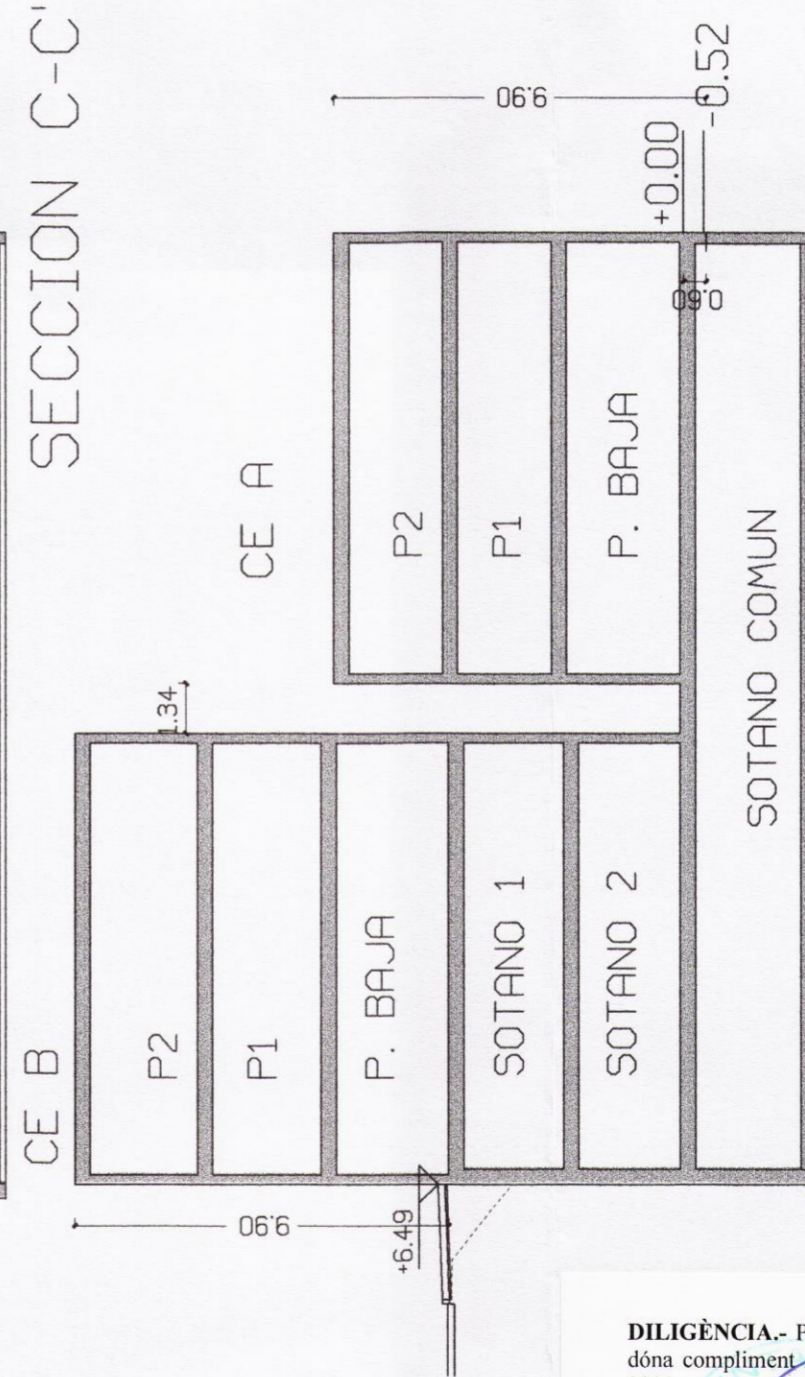 SECCION C-C'
CE B
CE A
9.90
1.34
9.90
P2
P1
P. BAJA
SOTANO 1
SOTANO 2
P2
P1
P. BAJA
SOTANO COMUN
+6.49
+0.00
-0.52
0.60
DILIGÈNCIA.- P
dóna compliment